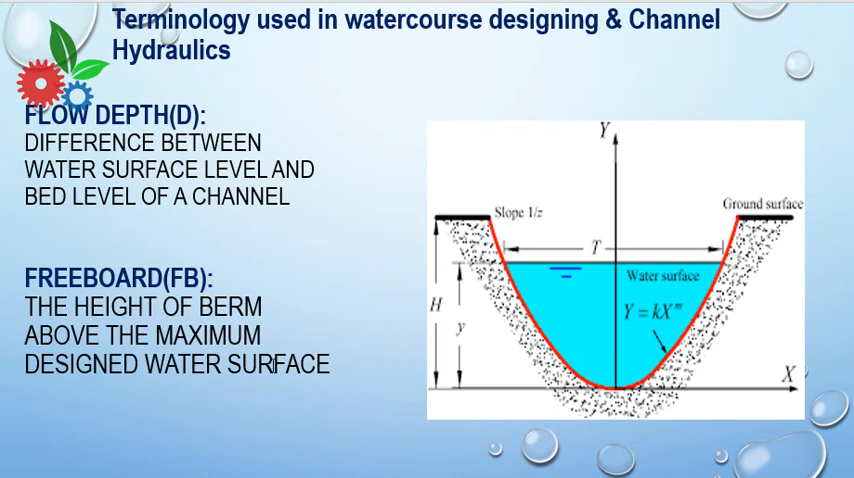 Terminology used in watercourse designing & Channel
Hydraulics
FLOW DEPTH(D):
DIFFERENCE BETWEEN
WATER SURFACE LEVEL AND
BED LEVEL OF A CHANNEL
FREEBOARD(FB):
THE HEIGHT OF BERM
ABOVE THE MAXIMUM
DESIGNED WATER SURFACE
Y
Slope 1/z
Ground surface
T
Water surface
H
y
Y = kX^m
X